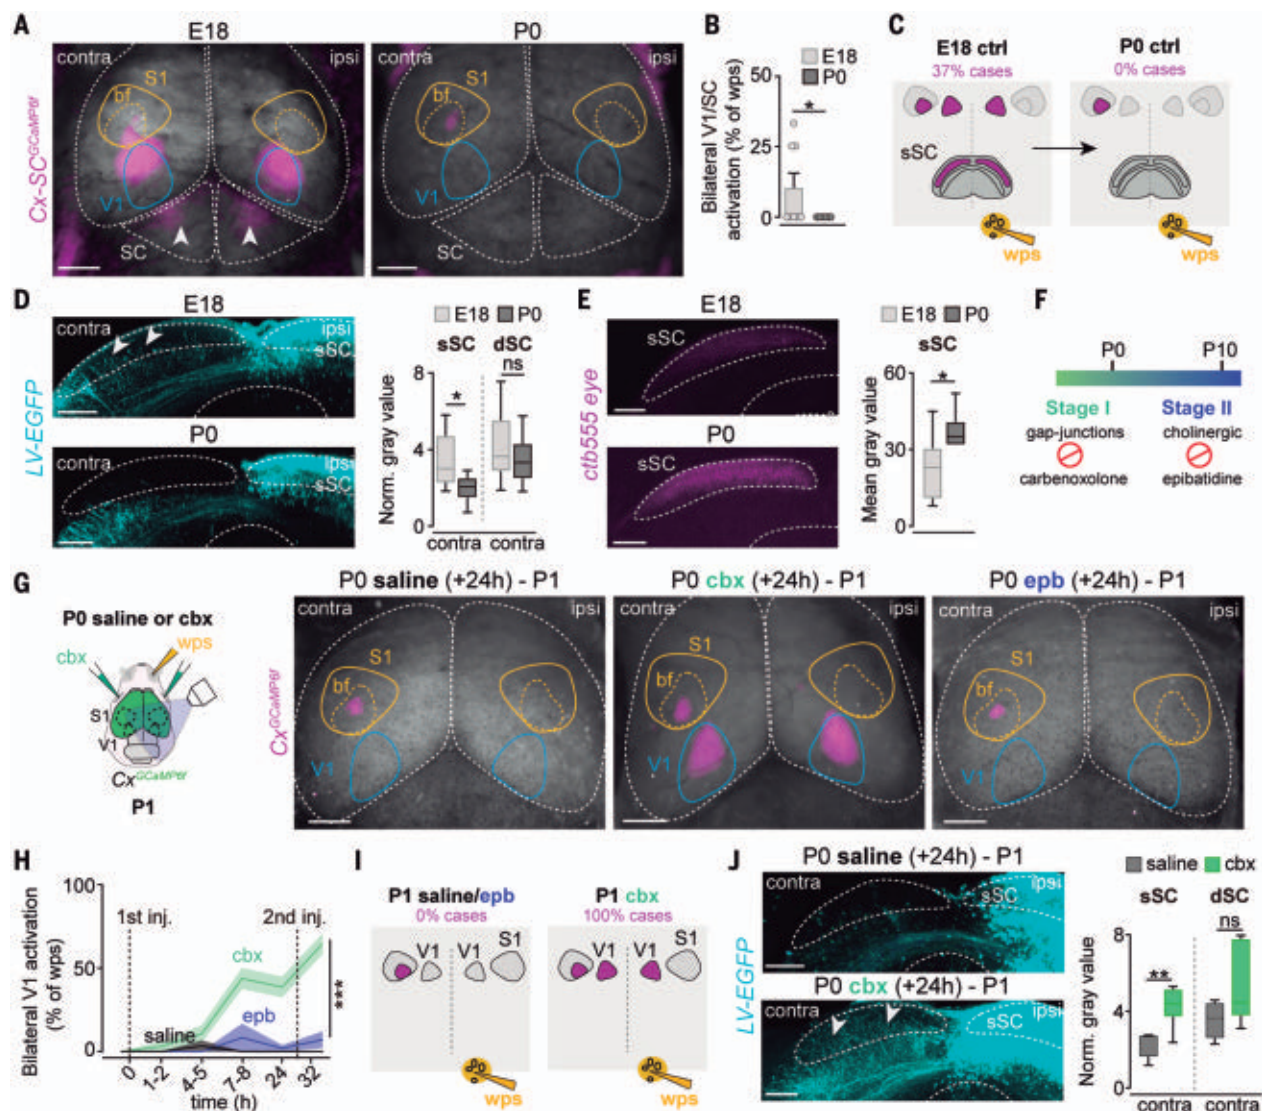 A
E18
P0
contra
ipsi
S1
bf
V1
SC
Cx-SC^GCaMP6f
B
E18
P0
Bilateral V1/SC
activation (% of wps)
50
25
0
*
C
E18 ctrl
37% cases
P0 ctrl
0% cases
sSC
wps
wps
D
E18
contra
ipsi
sSC
P0
contra
ipsi
sSC
LV-EGFP
E18
P0
sSC
dSC
ns
*
Norm. gray value
8
4
0
contra
contra
E
E18
sSC
P0
sSC
ctb555 eye
E18
P0
sSC
*
Mean gray value
60
30
0
F
P0
P10
Stage I
Stage II
gap-junctions
cholinergic
carbenoxolone
epibatidine
G
P0 saline or cbx
wps
cbx
S1
V1
Cx^GCaMP6f
P1
P0 saline (+24h) - P1
P0 cbx (+24h) - P1
P0 epb (+24h) - P1
Cx^GCaMP6f
contra
ipsi
S1
bf
V1
contra
ipsi
S1
bf
V1
contra
ipsi
S1
bf
V1
H
Bilateral V1 activation
(% of wps)
100
50
0
1st inj.
2nd inj.
cbx
saline
epb
***
0
1-2
4-5
7-8
24
32
time (h)
I
P1 saline/epb
0% cases
P1 cbx
100% cases
V1
V1
S1
V1
V1
S1
wps
wps
J
P0 saline (+24h) - P1
contra
ipsi
sSC
P0 cbx (+24h) - P1
contra
ipsi
sSC
LV-EGFP
saline
cbx
sSC
dSC
ns
**
Norm. gray value
8
4
0
contra
contra